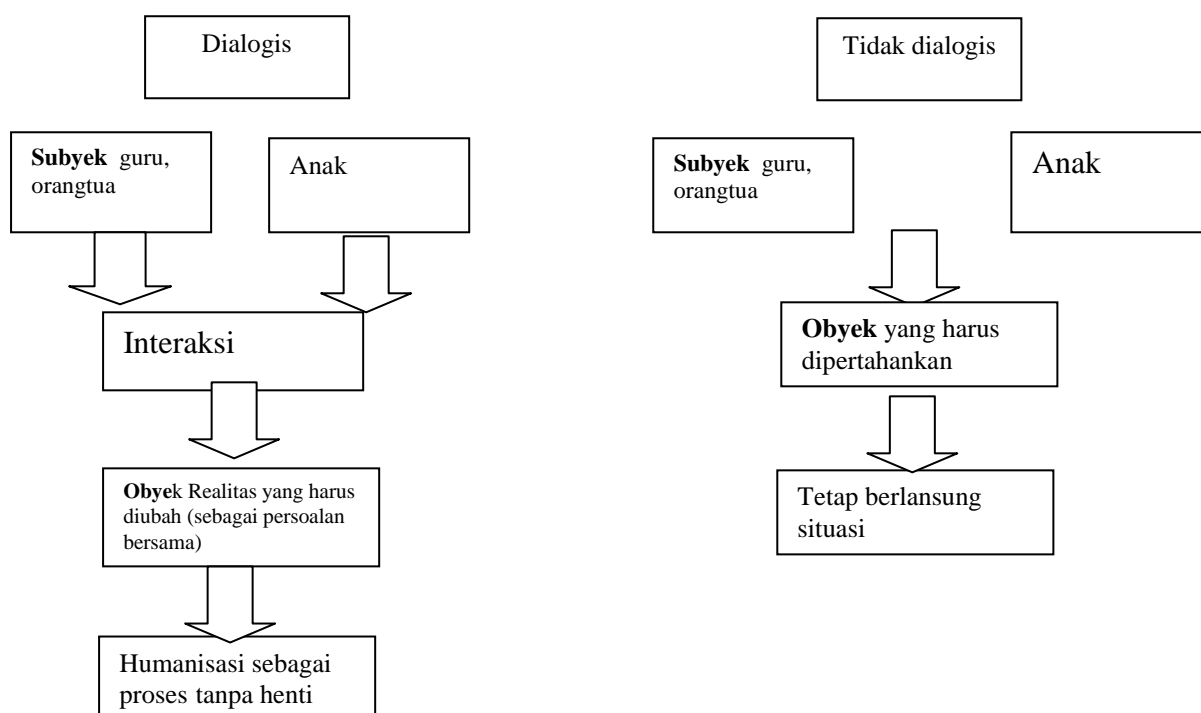 Dialogis
Subyek guru,
orangtua
Anak
Interaksi
Obyek Realitas yang harus
diubah (sebagai persoalan
bersama)
Humanisasi sebagai
proses tanpa henti
Tidak dialogis
Subyek guru,
orangtua
Anak
Obyek yang harus
dipertahankan
Tetap berlansung
situasi